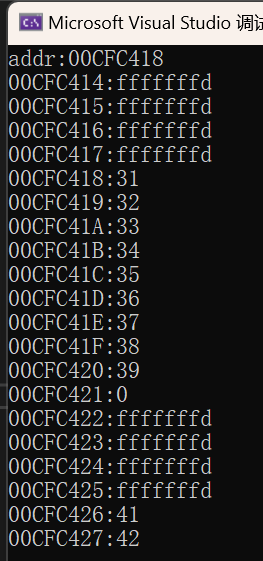 Microsoft Visual Studio 调试
addr:00CFC418
00CFC414:fffffffd
00CFC415:fffffffd
00CFC416:fffffffd
00CFC417:fffffffd
00CFC418:31
00CFC419:32
00CFC41A:33
00CFC41B:34
00CFC41C:35
00CFC41D:36
00CFC41E:37
00CFC41F:38
00CFC420:39
00CFC421:0
00CFC422:fffffffd
00CFC423:fffffffd
00CFC424:fffffffd
00CFC425:fffffffd
00CFC426:41
00CFC427:42